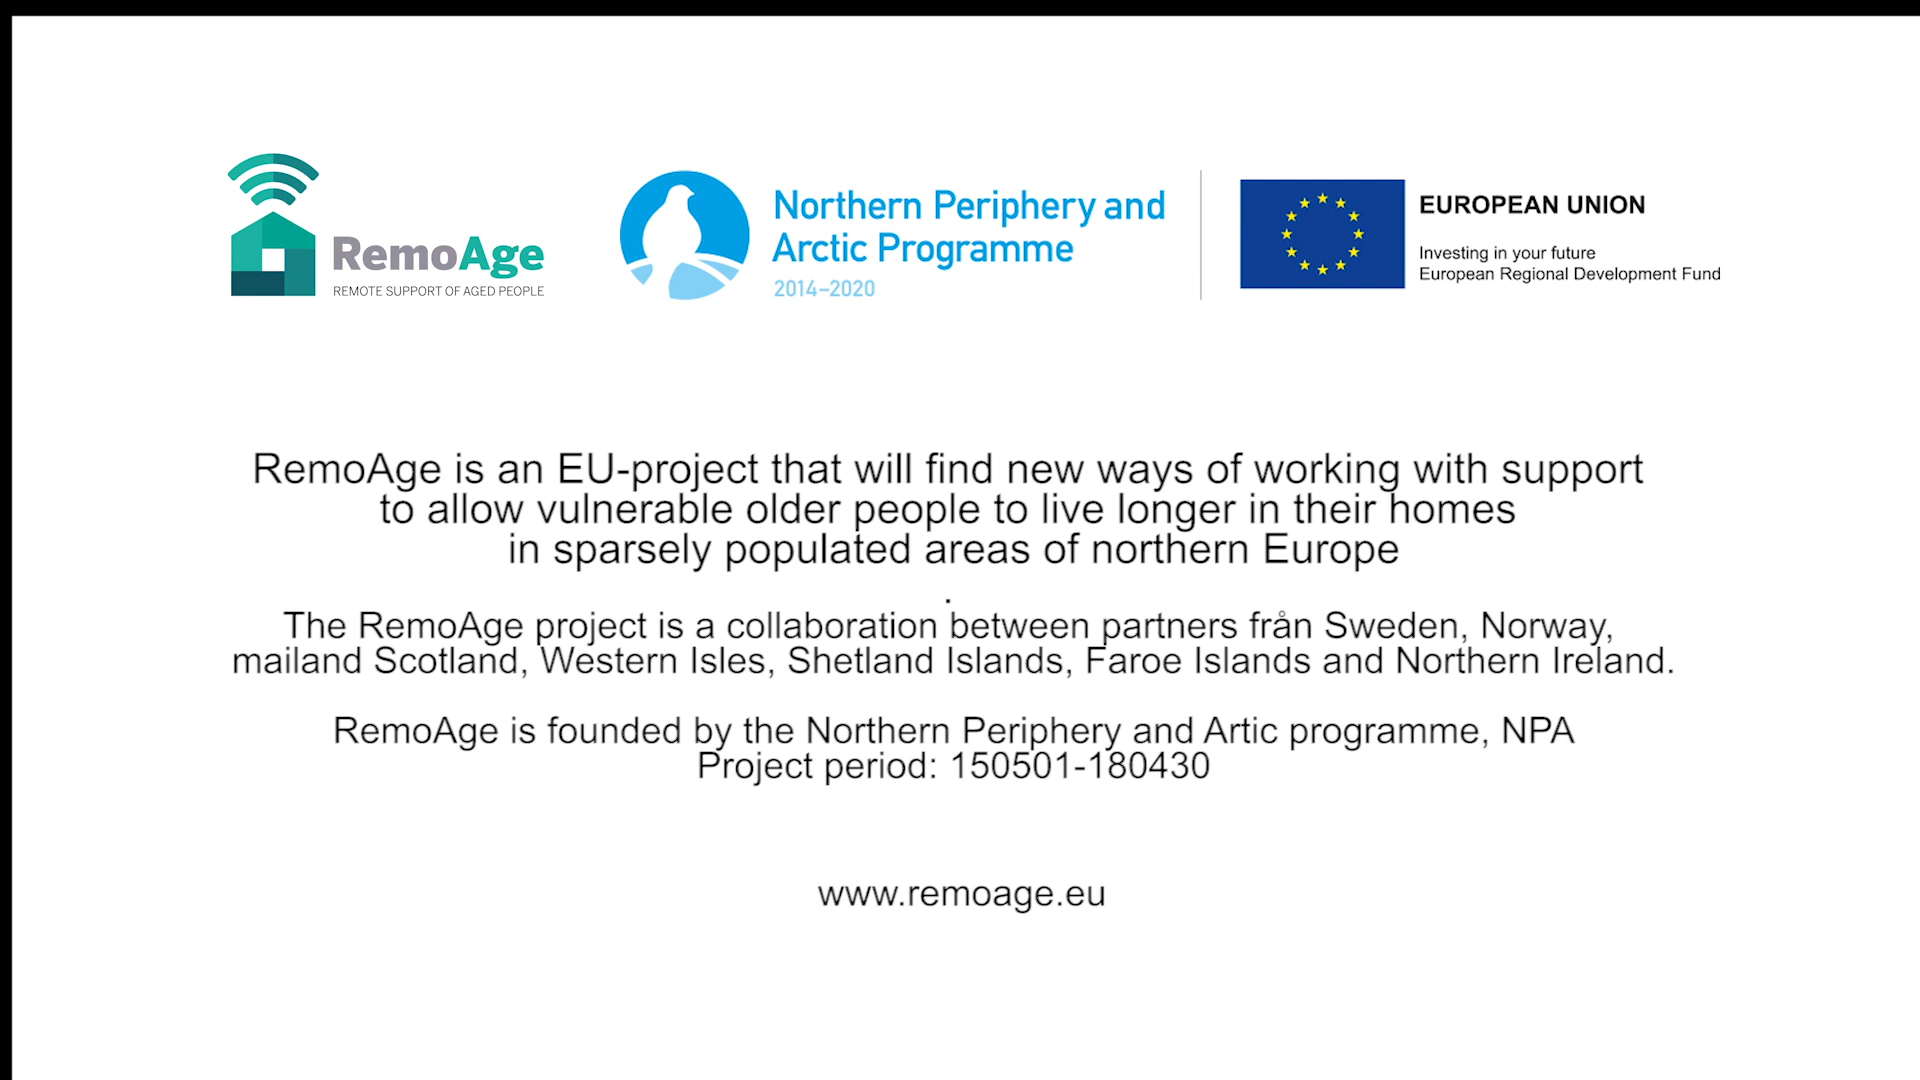 RemoAge
REMOTE SUPPORT OF AGED PEOPLE
Northern Periphery and
Arctic Programme
2014–2020
EUROPEAN UNION
Investing in your future
European Regional Development Fund
RemoAge is an EU-project that will find new ways of working with support
to allow vulnerable older people to live longer in their homes
in sparsely populated areas of northern Europe
.
The RemoAge project is a collaboration between partners från Sweden, Norway,
mailand Scotland, Western Isles, Shetland Islands, Faroe Islands and Northern Ireland.
RemoAge is founded by the Northern Periphery and Artic programme, NPA
Project period: 150501-180430
www.remoage.eu